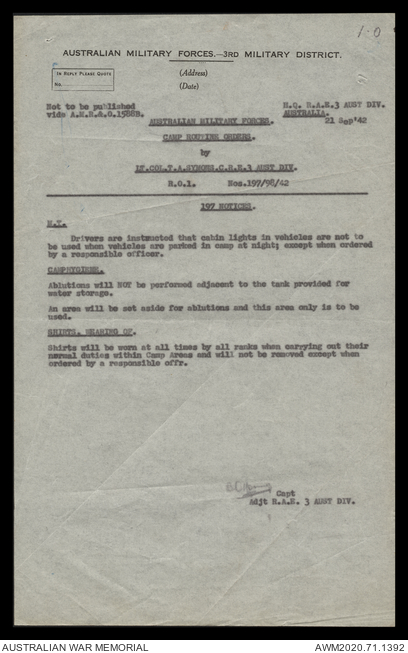 1.0
AUSTRALIAN MILITARY FORCES.—3RD MILITARY DISTRICT.
IN REPLY PLEASE QUOTE
No.
(Address)
(Date)
Not to be published
vide A.M.R.&.O.1588B.
H.Q. R.A.E.3 AUST DIV.
AUSTRALIA.
21 Sep'42
AUSTRALIAN MILITARY FORCES.
CAMP ROUTINE ORDERS.
by
LT.COL.T.A.SYMONS.C.R.E.3 AUST DIV.
R.O.1. Nos.197/98/42
197 NOTICES.
M.T.
Drivers are instructed that cabin lights in vehicles are not to
be used when vehicles are parked in camp at night; except when ordered
by a responsible officer.
CAMPHYGIENE.
Ablutions will NOT be performed adjacent to the tank provided for
water storage.
An area will be set aside for ablutions and this area only is to be
used.
SHIRTS. WEARING OF.
Shirts will be worn at all times by all ranks when carrying out their
normal duties within Camp Areas and will not be removed except when
ordered by a responsible offr.
Capt
Adjt R.A.E. 3 AUST DIV.
AUSTRALIAN WAR MEMORIAL
AWM2020.71.1392